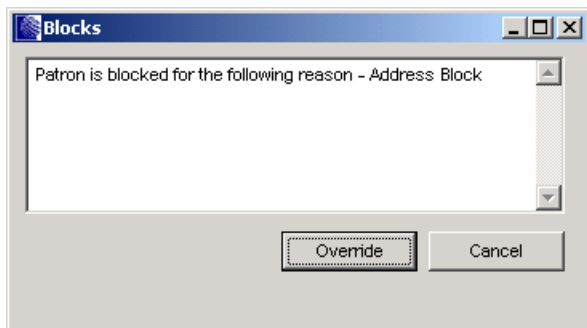 Blocks
Patron is blocked for the following reason - Address Block
Override Cancel